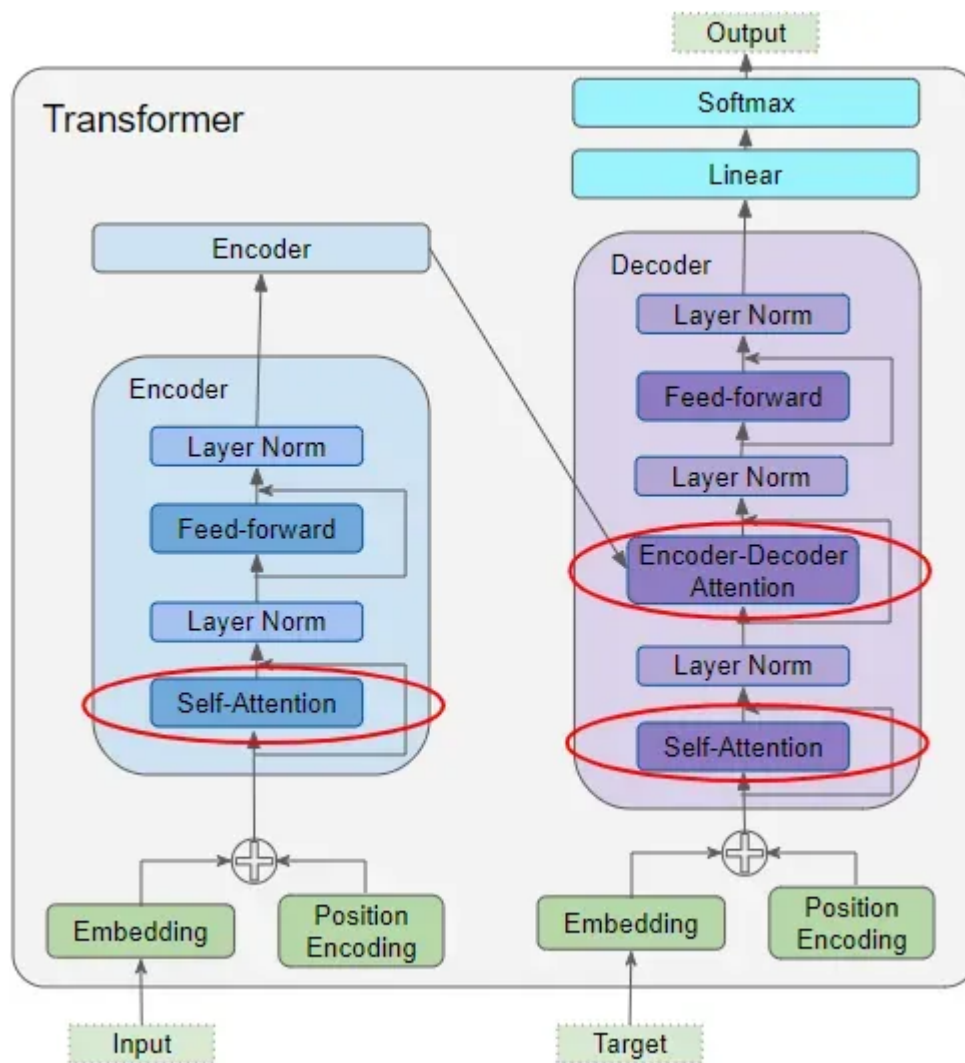 Output
Transformer
Softmax
Linear
Encoder
Encoder
Layer Norm
Feed-forward
Layer Norm
Self-Attention
Decoder
Layer Norm
Feed-forward
Layer Norm
Encoder-Decoder
Attention
Layer Norm
Self-Attention
Embedding
Position
Encoding
Embedding
Position
Encoding
Input
Target